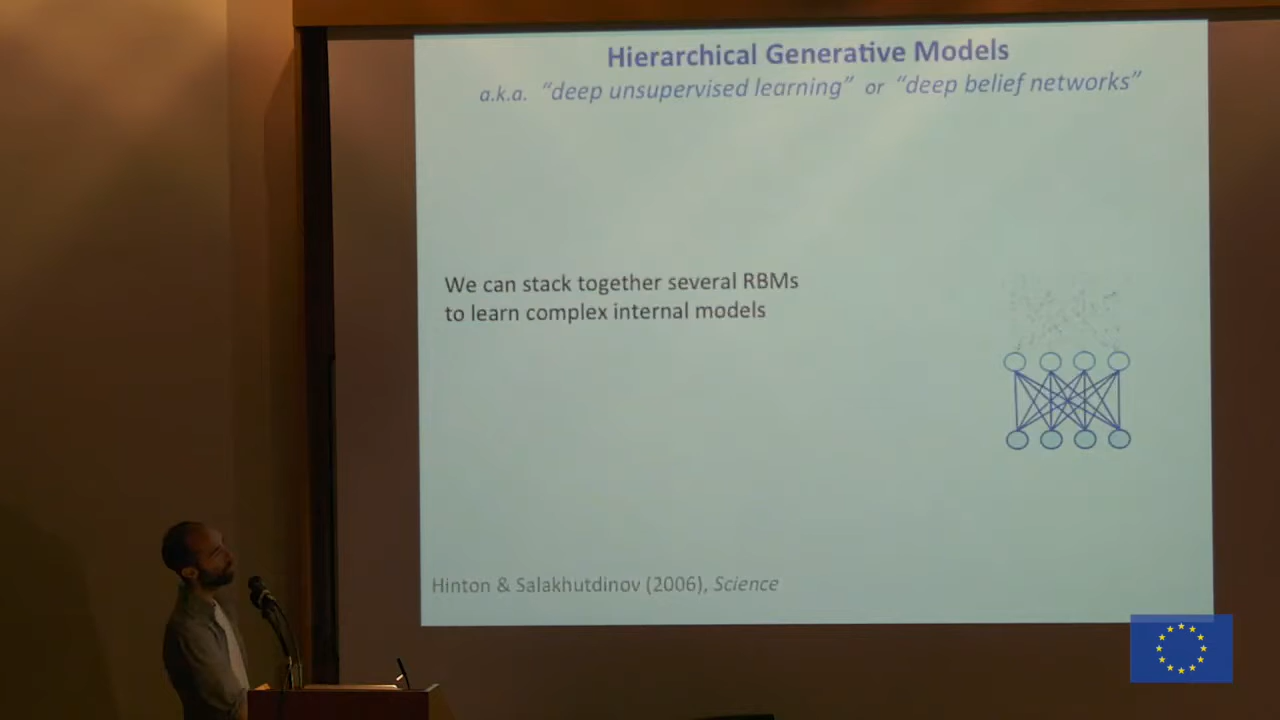 Hierarchical Generative Models
a.k.a. “deep unsupervised learning” or “deep belief networks”
We can stack together several RBMs
to learn complex internal models
Hinton & Salakhutdinov (2006), Science